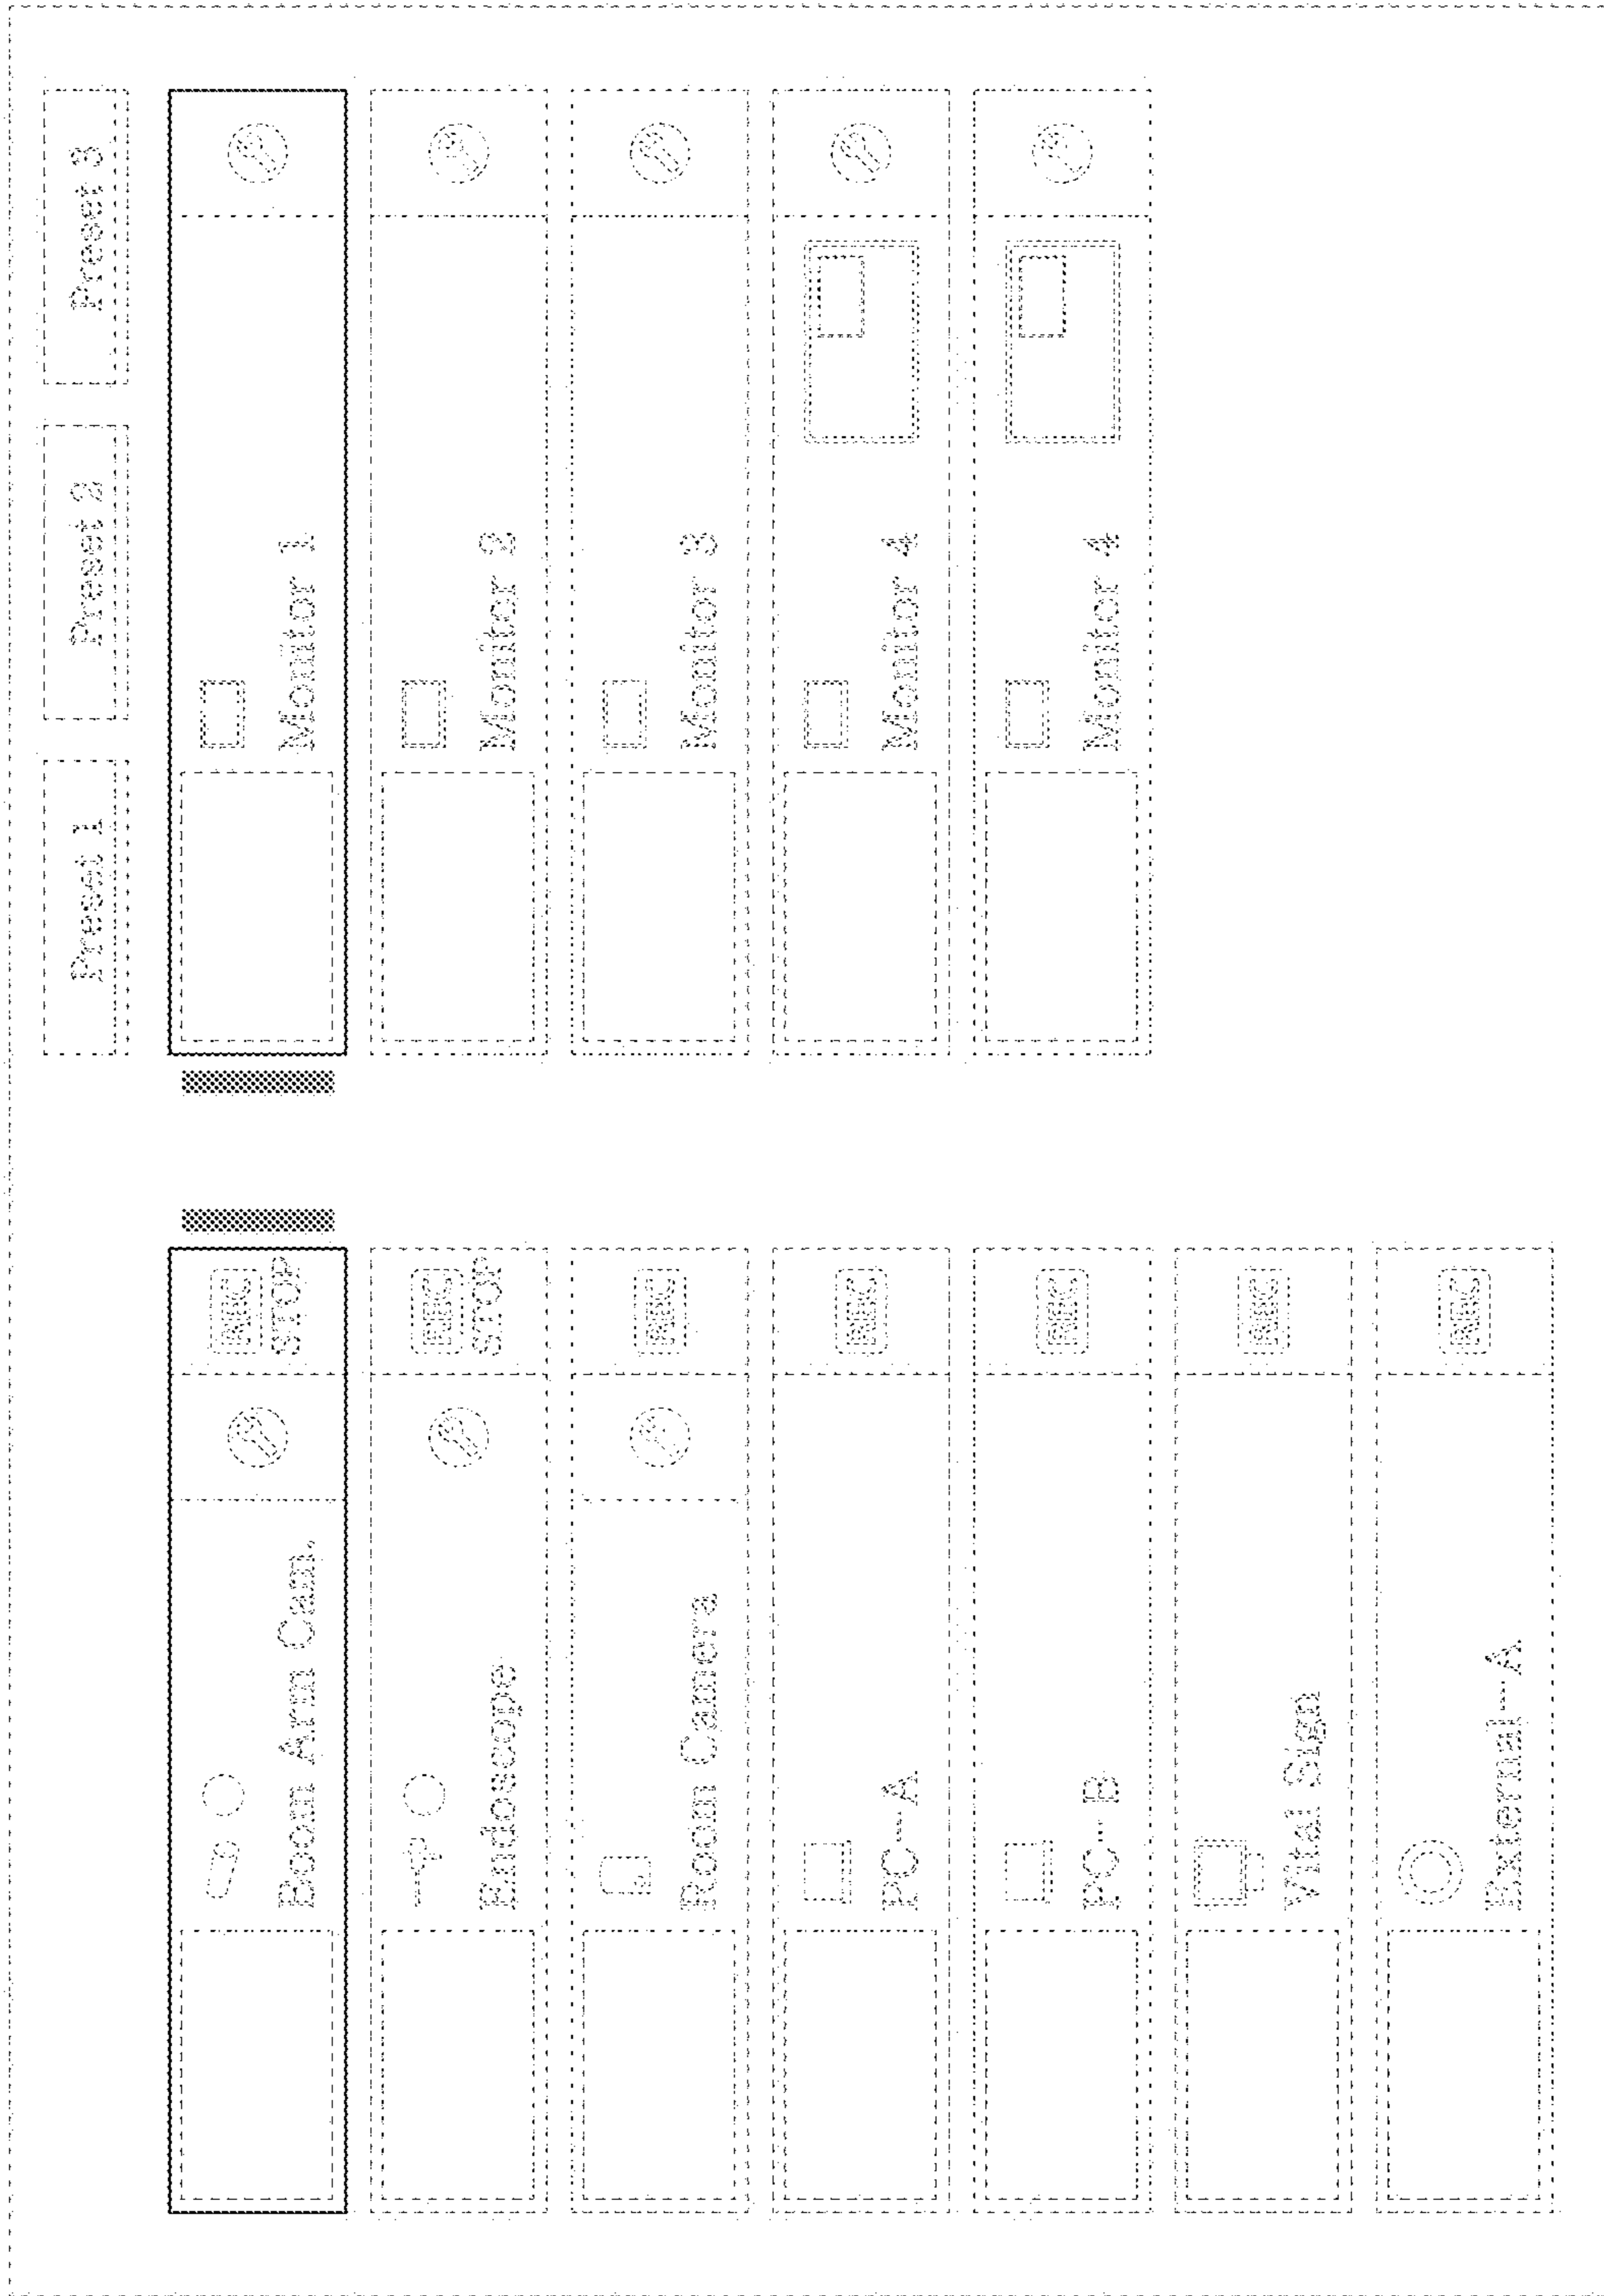 Preset 1
Preset 2
Preset 3
Boom Arm Cam.
REC
STOP
Monitor 1
Endoscope
REC
STOP
Monitor 2
Room Camera
REC
Monitor 3
PC-A
REC
Monitor 4
PC-B
REC
Monitor 4
Vital Sign
REC
External-A
REC